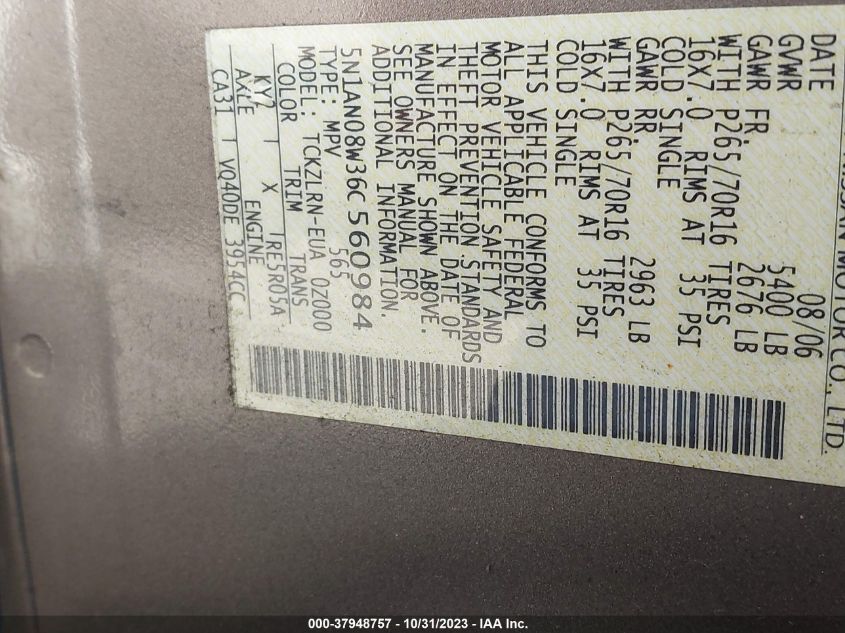 NISSAN MOTOR CO., LTD.
DATE 08/06
GVWR 5400 LB
GAWR FR. 2676 LB
WITH P265/70R16 TIRES
16X7.0 RIMS AT 35 PSI
COLD SINGLE
GAWR RR. 2963 LB
WITH P265/70R16 TIRES
16X7.0 RIMS AT 35 PSI
COLD SINGLE
THIS VEHICLE CONFORMS TO
ALL APPLICABLE FEDERAL
MOTOR VEHICLE SAFETY AND
THEFT PREVENTION STANDARDS
IN EFFECT ON THE DATE OF
MANUFACTURE SHOWN ABOVE.
SEE OWNERS MANUAL FOR
ADDITIONAL INFORMATION.
5N1AN08W36C560984
TYPE: MPV 565
MODEL: TCKZLRN-EUA 0Z000
COLOR TRIM TRANS
KY2 T X TRE5R05A
AXLE ENGINE
CA31 T VQ40DE 3954CC
000-37948757 - 10/31/2023 - IAA Inc.